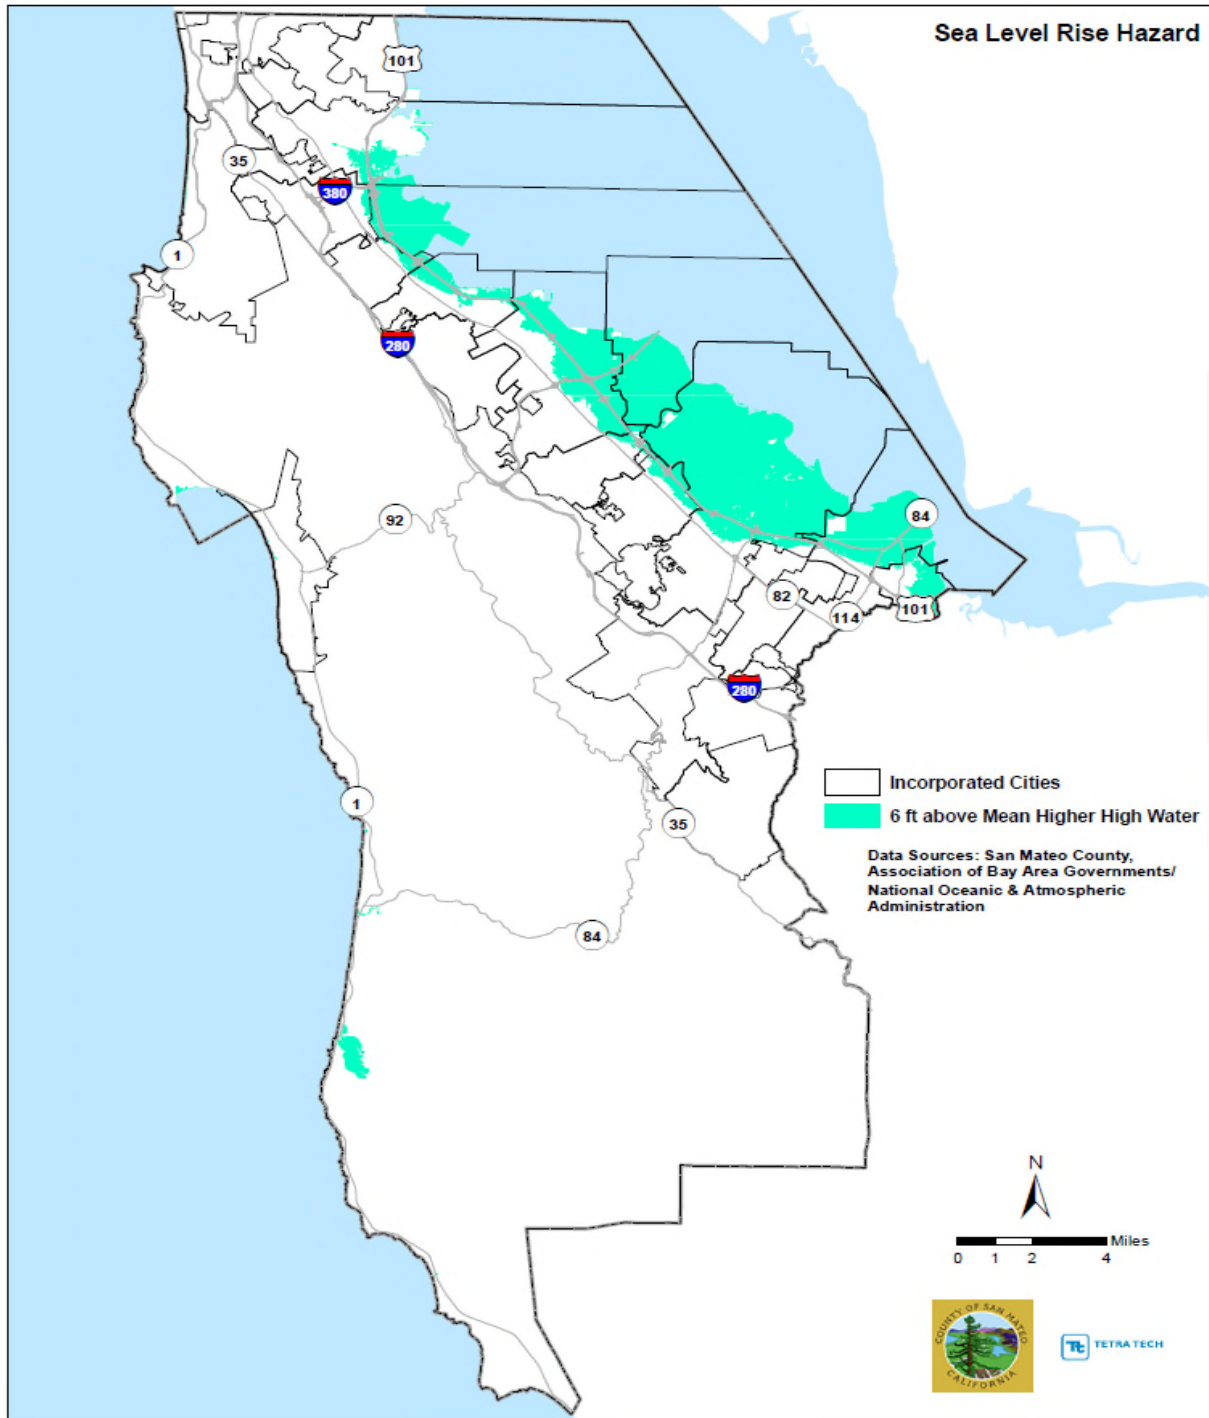 Sea Level Rise Hazard
101
35
380
1
280
92
84
82
114
101
280
1
35
84
Incorporated Cities
6 ft above Mean Higher High Water
Data Sources: San Mateo County,
Association of Bay Area Governments/
National Oceanic & Atmospheric
Administration
N
Miles
0 1 2 4
COUNTY OF SAN MATEO
CALIFORNIA
Tt
TETRA TECH